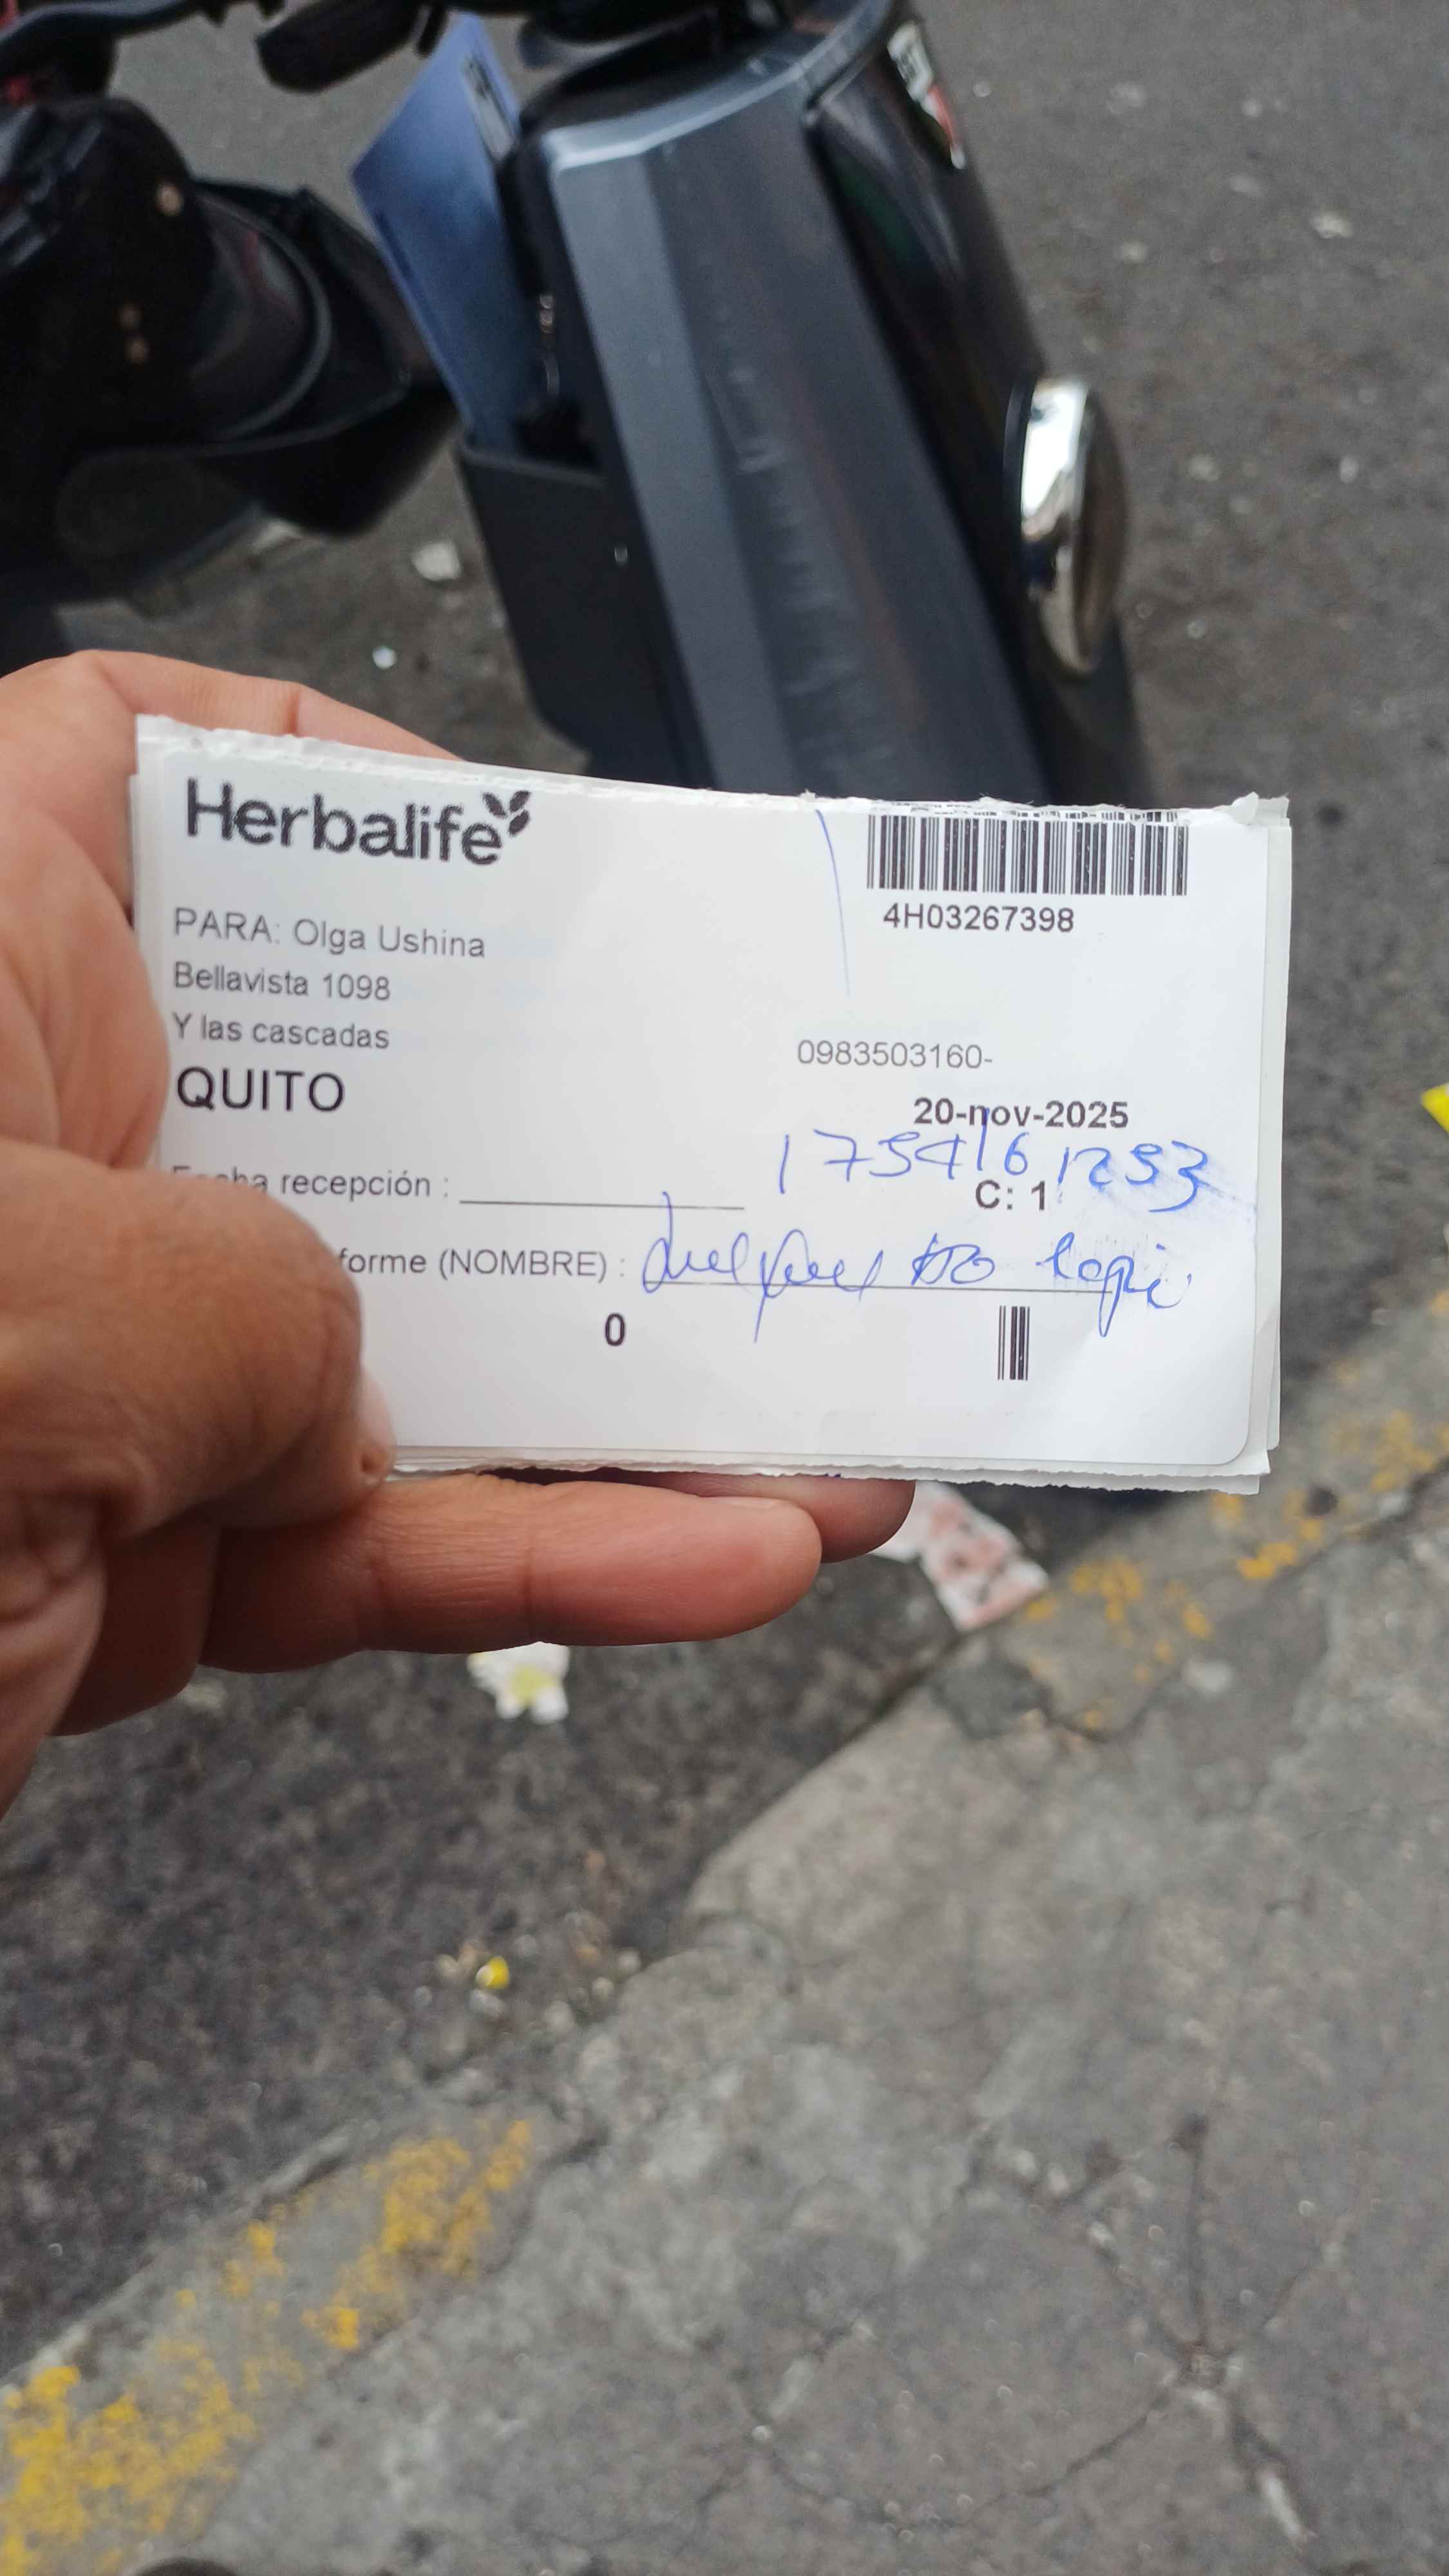 Herbalife
4H03267398
PARA: Olga Ushina
Bellavista 1098
Y las cascadas
0983503160-
QUITO
20-nov-2025
recepción :
C: 1
forme (NOMBRE) :
0